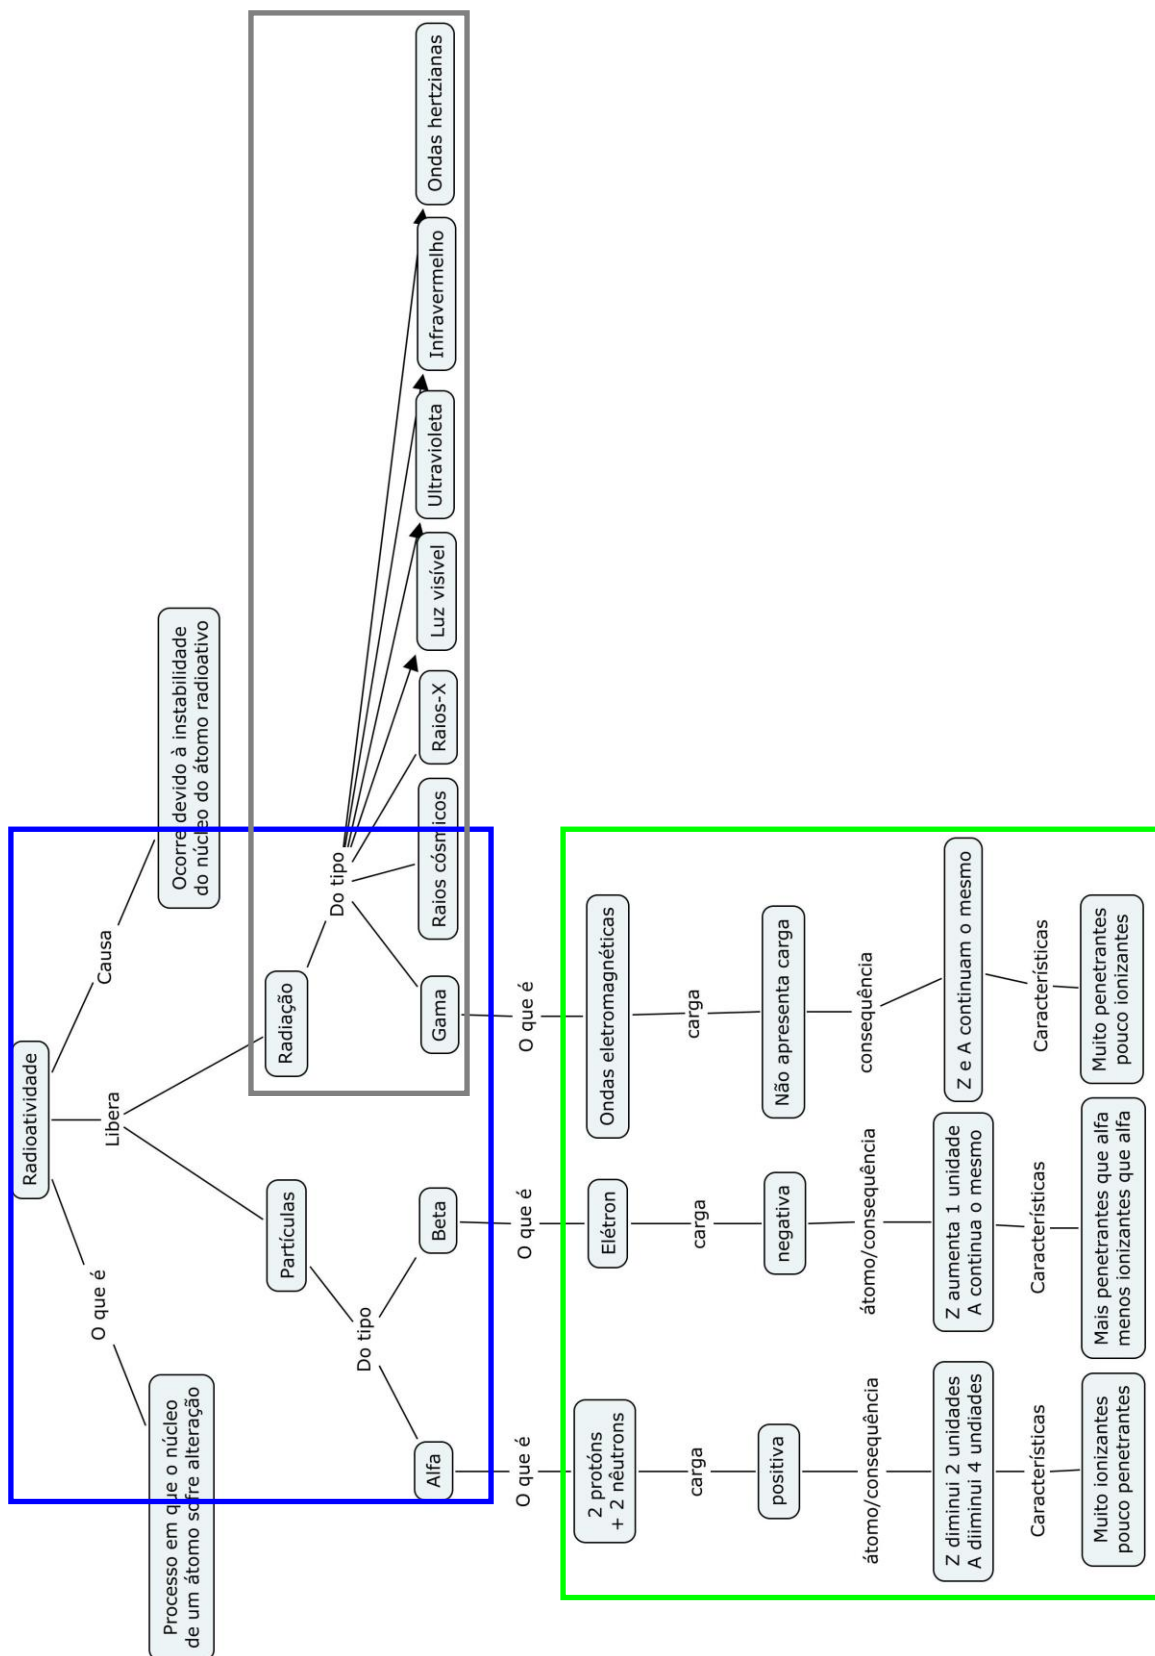 Radioatividade
O que é
Processo em que o núcleo
de um átomo sofre alteração
Libera
Causa
Ocorre devido à instabilidade
do núcleo do átomo radioativo
Partículas
Radiação
Do tipo
Do tipo
Alfa
Beta
Gama
Raios cósmicos
Raios-X
Luz visível
Ultravioleta
Infravermelho
Ondas hertzianas
O que é
O que é
O que é
2 protóns
+ 2 nêutrons
Elétron
Ondas eletromagnéticas
carga
carga
carga
positiva
negativa
Não apresenta carga
átomo/consequência
átomo/consequência
consequência
Z diminui 2 unidades
A diiminui 4 undiades
Z aumenta 1 unidade
A continua o mesmo
Z e A continuam o mesmo
Características
Características
Características
Muito ionizantes
pouco penetrantes
Mais penetrantes que alfa
menos ionizantes que alfa
Muito penetrantes
pouco ionizantes